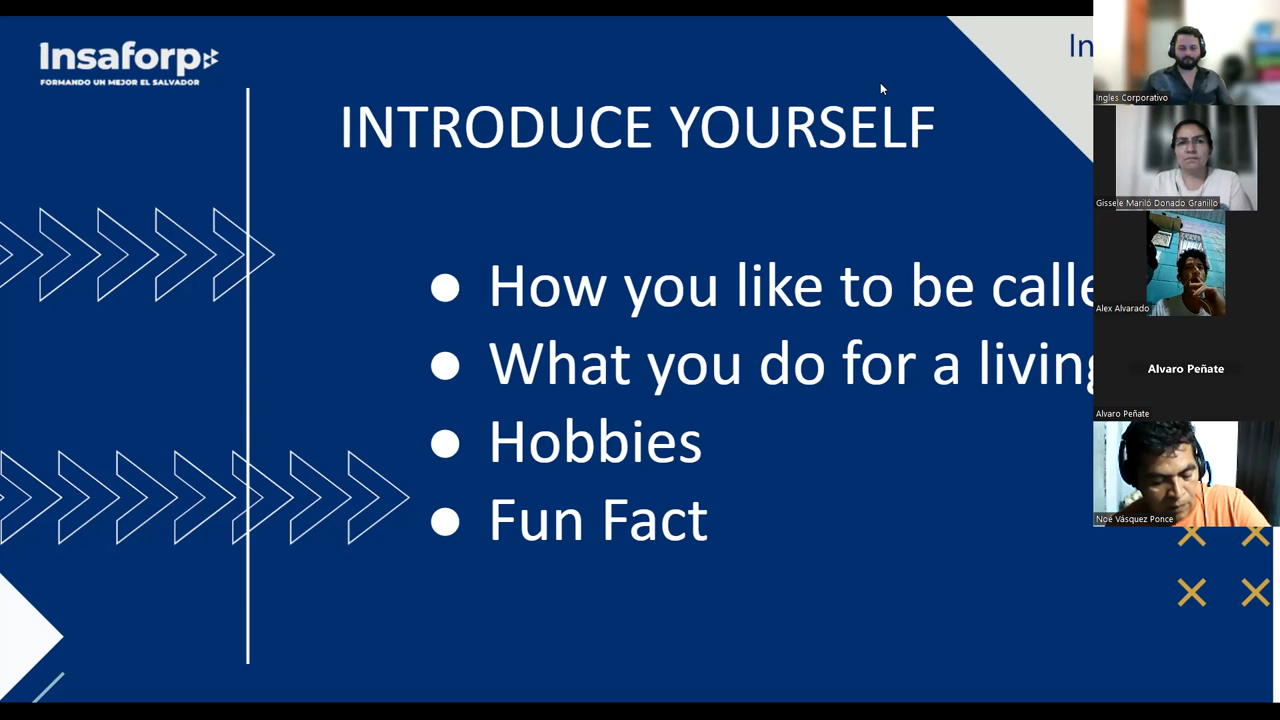 Insaforp
FORMANDO UN MEJOR EL SALVADOR
In
INTRODUCE YOURSELF
● How you like to be calle
● What you do for a living
● Hobbies
● Fun Fact
Ingles Corporativo
Gissele Mariló Donado Granillo
Alex Alvarado
Alvaro Peñate
Alvaro Peñate
Noé Vásquez Ponce